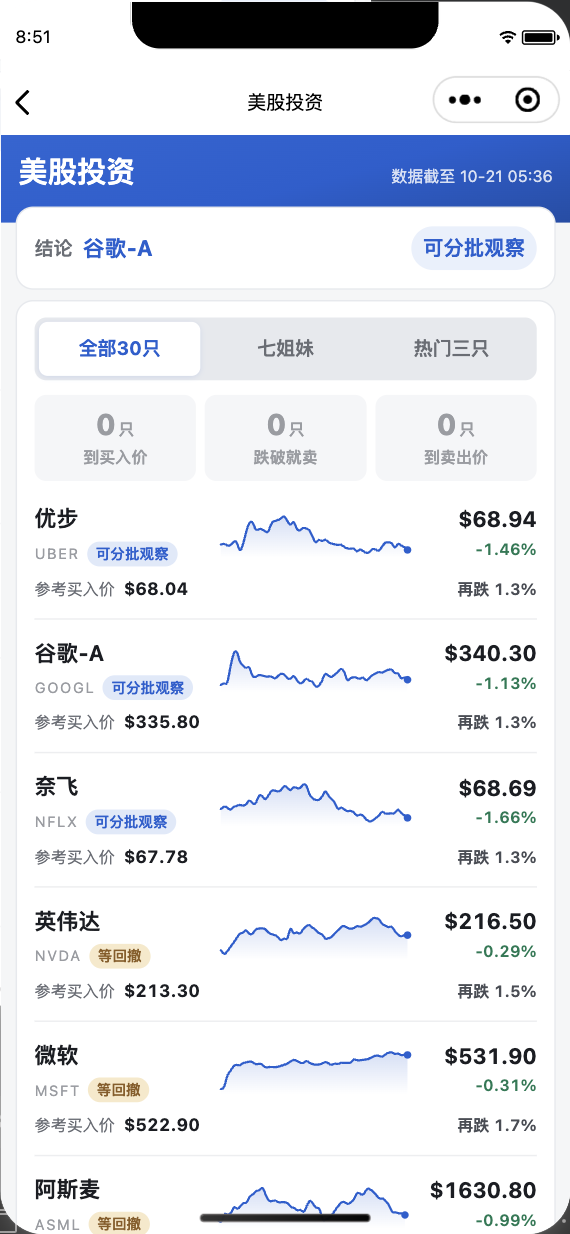 8:51
美股投资
美股投资
数据截至 10-21 05:36
结论 谷歌-A
可分批观察
全部30只
七姐妹
热门三只
0只
到买入价
0只
跌破就卖
0只
到卖出价
优步
$68.94
UBER 可分批观察
-1.46%
参考买入价 $68.04
再跌 1.3%
谷歌-A
$340.30
GOOGL 可分批观察
-1.13%
参考买入价 $335.80
再跌 1.3%
奈飞
$68.69
NFLX 可分批观察
-1.66%
参考买入价 $67.78
再跌 1.3%
英伟达
$216.50
NVDA 等回撤
-0.29%
参考买入价 $213.30
再跌 1.5%
微软
$531.90
MSFT 等回撤
-0.31%
参考买入价 $522.90
再跌 1.7%
阿斯麦
$1630.80
ASML 等回撤
-0.99%